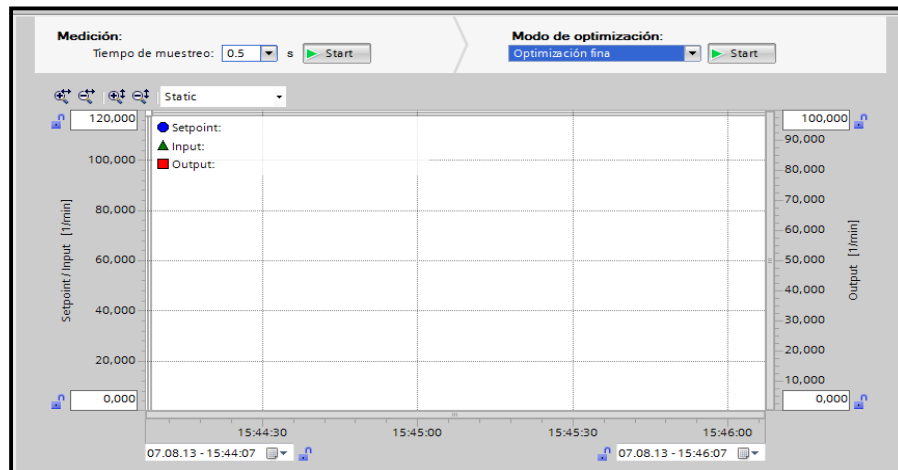 Medición:
Tiempo de muestreo: 0.5 s Start
Modo de optimización:
Optimización fina Start
Static
120,000
100,000
80,000
60,000
40,000
20,000
0,000
Setpoint/Input [1/min]
Setpoint:
Input:
Output:
100,000
90,000
80,000
70,000
60,000
50,000
40,000
30,000
20,000
10,000
0,000
Output [1/min]
15:44:30 15:45:00 15:45:30 15:46:00
07.08.13 - 15:44:07 07.08.13 - 15:46:07